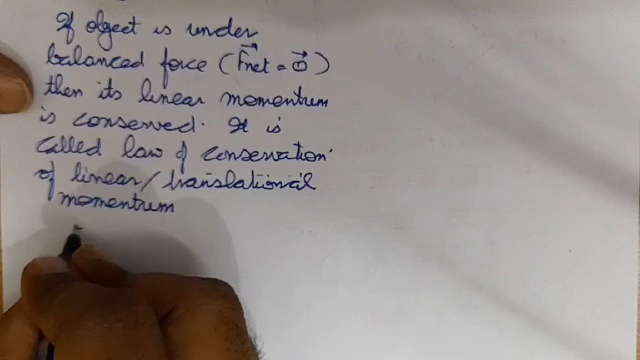 If object is under
balanced force (F⃗net = 0⃗)
then its linear momentum
is conserved. It is
called law of conservation
of linear/translational
momentum